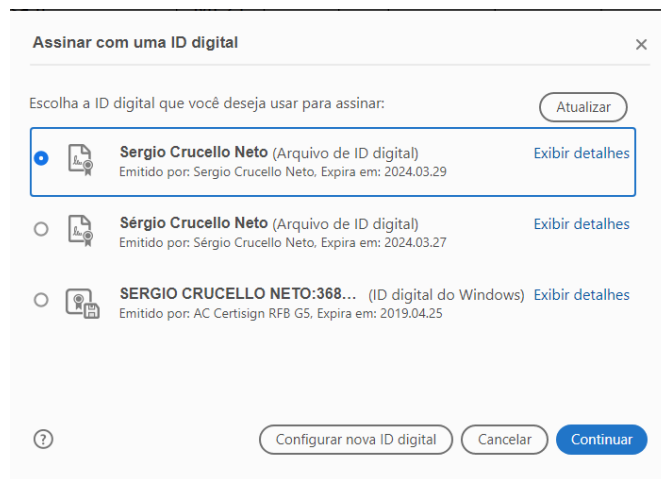 Assinar com uma ID digital
Escolha a ID digital que você deseja usar para assinar:
Atualizar
Sergio Crucello Neto (Arquivo de ID digital)
Exibir detalhes
Emitido por: Sergio Crucello Neto, Expira em: 2024.03.29
Sérgio Crucello Neto (Arquivo de ID digital)
Exibir detalhes
Emitido por: Sérgio Crucello Neto, Expira em: 2024.03.27
SERGIO CRUCELLO NETO:368... (ID digital do Windows)
Exibir detalhes
Emitido por: AC Certisign RFB G5, Expira em: 2019.04.25
?
Configurar nova ID digital
Cancelar
Continuar